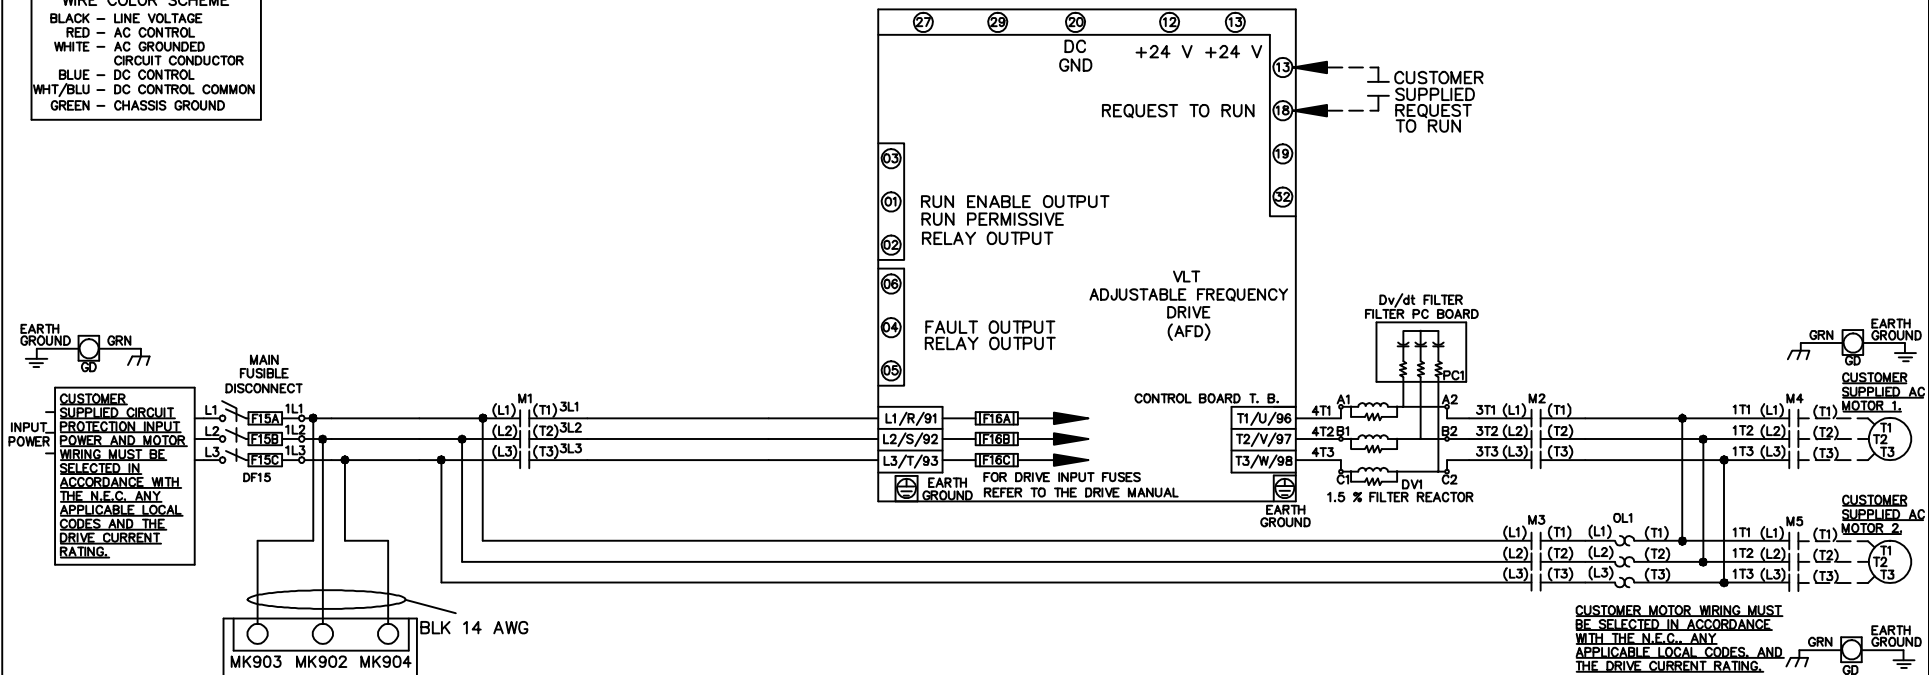 WIRE COLOR SCHEME
BLACK – LINE VOLTAGE
RED – AC CONTROL
WHITE – AC GROUNDED
CIRCUIT CONDUCTOR
BLUE – DC CONTROL
WHT/BLU – DC CONTROL COMMON
GREEN – CHASSIS GROUND
27 29 20 12 13
DC
GND
+24 V +24 V
13
REQUEST TO RUN 18
19
32
CUSTOMER
SUPPLIED
REQUEST
TO RUN
03
01
02
RUN ENABLE OUTPUT
RUN PERMISSIVE
RELAY OUTPUT
06
04
05
FAULT OUTPUT
RELAY OUTPUT
VLT
ADJUSTABLE FREQUENCY
DRIVE
(AFD)
CONTROL BOARD T. B.
EARTH
GROUND
GRN
GD
MAIN
FUSIBLE
DISCONNECT
INPUT
POWER
CUSTOMER
SUPPLIED CIRCUIT
PROTECTION INPUT
POWER AND MOTOR
WIRING MUST BE
SELECTED IN
ACCORDANCE WITH
THE N.E.C. ANY
APPLICABLE LOCAL
CODES AND THE
DRIVE CURRENT
RATING.
L1 F15A 1L1
L2 F15B 1L2
L3 F15C 1L3
DF15
M1
(L1) (T1) 3L1
(L2) (T2) 3L2
(L3) (T3) 3L3
L1/R/91 F16A
L2/S/92 F16B
L3/T/93 F16C
EARTH
GROUND
FOR DRIVE INPUT FUSES
REFER TO THE DRIVE MANUAL
T1/U/96
T2/V/97
T3/W/98
EARTH
GROUND
Dv/dt FILTER
FILTER PC BOARD
PC1
4T1 A1 A2
4T2 B1 B2
4T3
C1 C2
DV1
1.5 % FILTER REACTOR
M2
3T1 (L1) (T1)
3T2 (L2) (T2)
3T3 (L3) (T3)
M4
1T1 (L1) (T1)
1T2 (L2) (T2)
1T3 (L3) (T3)
GRN
GD
EARTH
GROUND
CUSTOMER
SUPPLIED AC
MOTOR 1.
T1
T2
T3
M3
(L1) (T1)
(L2) (T2)
(L3) (T3)
OL1
(L1) (T1)
(L2) (T2)
(L3) (T3)
M5
1T1 (L1) (T1)
1T2 (L2) (T2)
1T3 (L3) (T3)
CUSTOMER
SUPPLIED AC
MOTOR 2.
T1
T2
T3
BLK 14 AWG
MK903 MK902 MK904
CUSTOMER MOTOR WIRING MUST
BE SELECTED IN ACCORDANCE
WITH THE N.E.C., ANY
APPLICABLE LOCAL CODES, AND
THE DRIVE CURRENT RATING.
GRN
GD
EARTH
GROUND